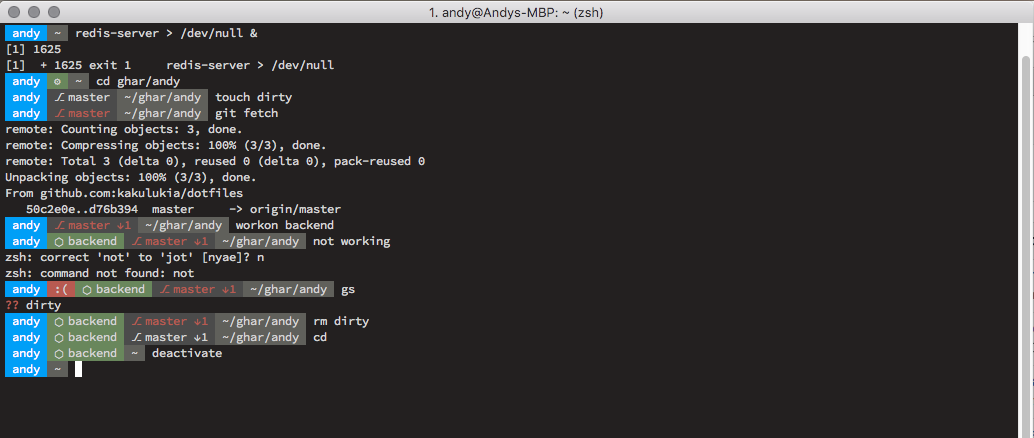 1. andy@Andys-MBP: ~ (zsh)
andy ~ redis-server > /dev/null &
[1] 1625
[1]  + 1625 exit 1     redis-server > /dev/null
andy ⚙ ~ cd ghar/andy
andy ⎇ master ~/ghar/andy touch dirty
andy ⎇ master ~/ghar/andy git fetch
remote: Counting objects: 3, done.
remote: Compressing objects: 100% (3/3), done.
remote: Total 3 (delta 0), reused 0 (delta 0), pack-reused 0
Unpacking objects: 100% (3/3), done.
From github.com:kakulukia/dotfiles
   50c2e0e..d76b394  master     -> origin/master
andy ⎇ master ↓1 ~/ghar/andy workon backend
andy ⬡ backend ⎇ master ↓1 ~/ghar/andy not working
zsh: correct 'not' to 'jot' [nyae]? n
zsh: command not found: not
andy :( ⬡ backend ⎇ master ↓1 ~/ghar/andy gs
?? dirty
andy ⬡ backend ⎇ master ↓1 ~/ghar/andy rm dirty
andy ⬡ backend ⎇ master ↓1 ~/ghar/andy cd
andy ⬡ backend ~ deactivate
andy ~